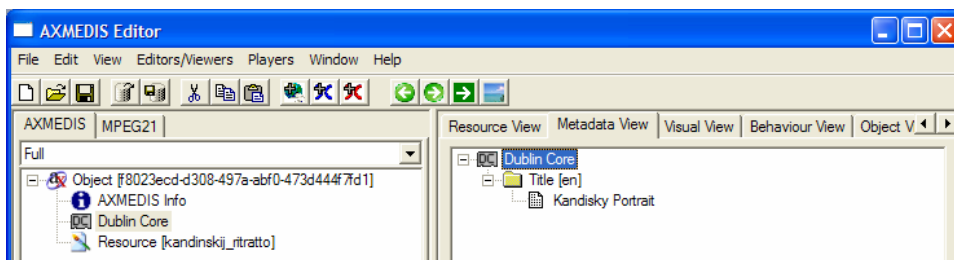 AXMEDIS Editor
File Edit View Editors/Viewers Players Window Help
AXMEDIS MPEG21
Full
Object [f8023ecd-d308-497a-abf0-473d444f7fd1]
AXMEDIS Info
Dublin Core
Resource [kandinskij_ritratto]
Resource View Metadata View Visual View Behaviour View Object V
Dublin Core
Title [en]
Kandisky Portrait